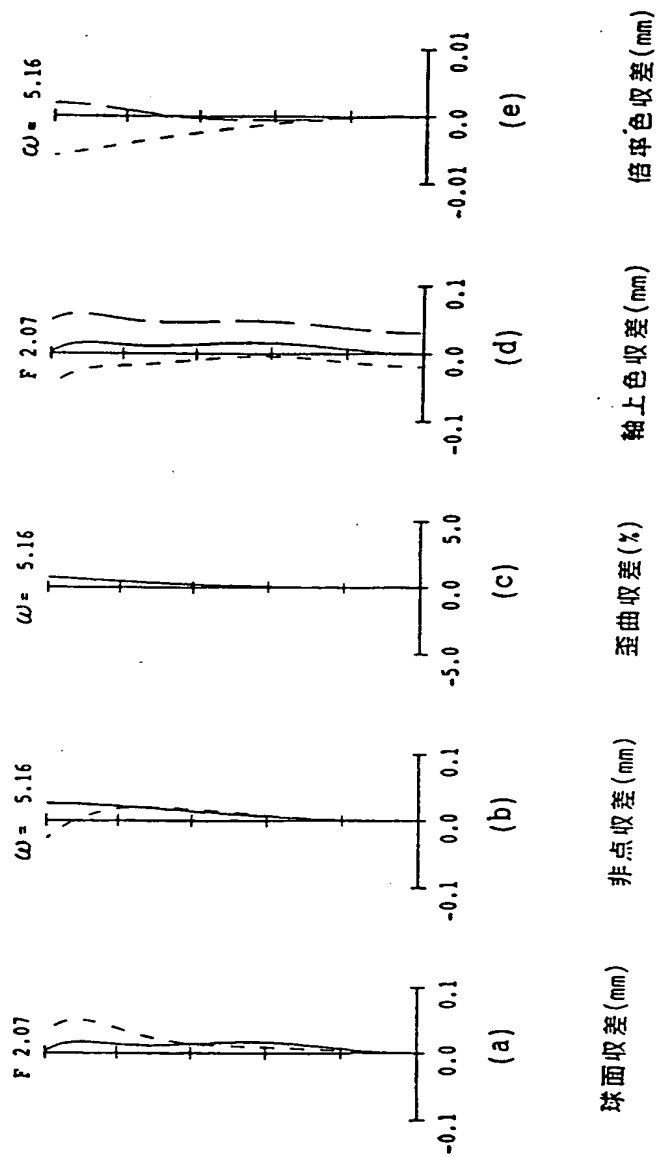 F 2.07
-0.1 0.0 0.1
(a)
球面収差(mm)
ω= 5.16
-0.1 0.0 0.1
(b)
非点収差(mm)
ω= 5.16
-5.0 0.0 5.0
(c)
歪曲収差(%)
F 2.07
-0.1 0.0 0.1
(d)
軸上色収差(mm)
ω= 5.16
-0.01 0.0 0.01
(e)
倍率色収差(mm)